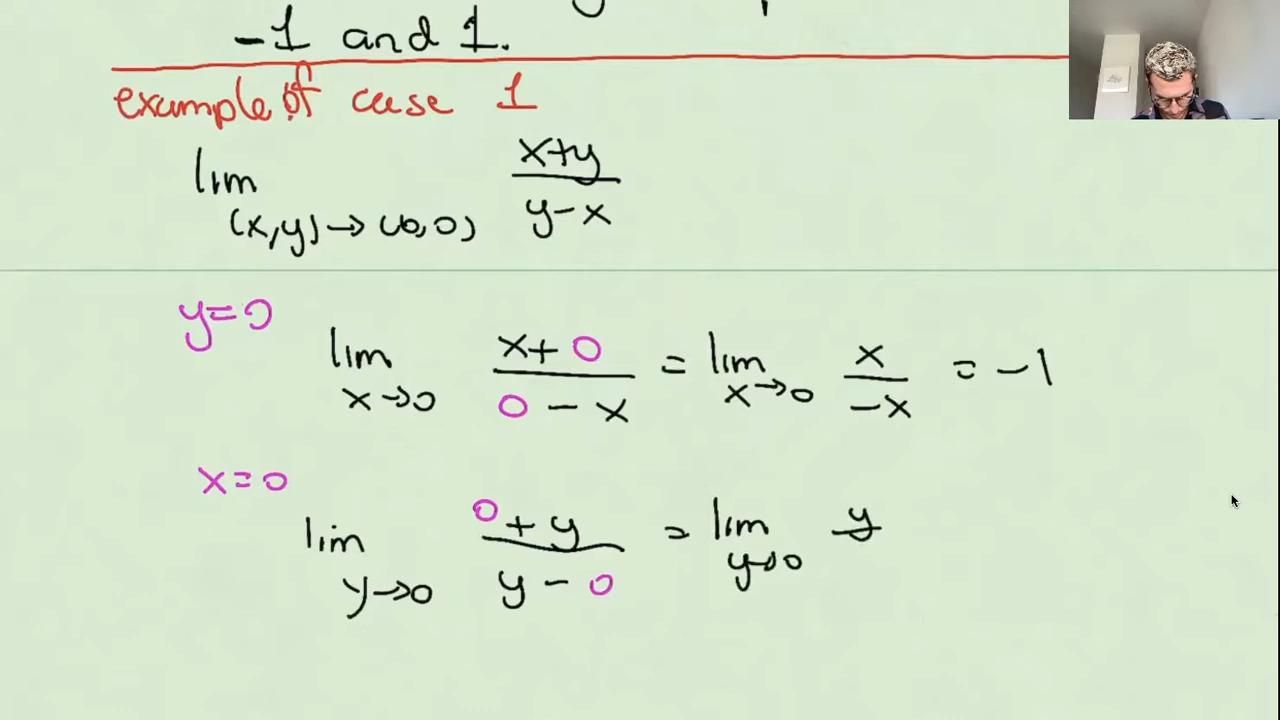 -1 and 1.
example of case 1
lim (x,y)→(0,0) x+y / y-x
y=0
lim x→0 x+0 / 0-x = lim x→0 x / -x = -1
x=0
lim y→0 0+y / y-0 = lim y→0 y